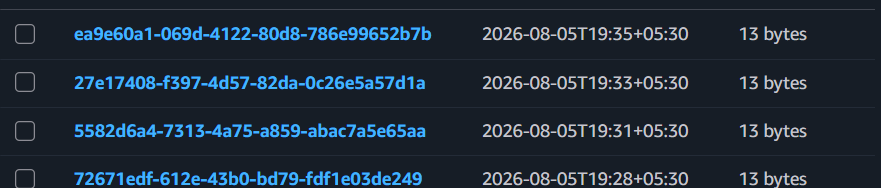 ea9e60a1-069d-4122-80d8-786e99652b7b 2026-08-05T19:35+05:30 13 bytes
27e17408-f397-4d57-82da-0c26e5a57d1a 2026-08-05T19:33+05:30 13 bytes
5582d6a4-7313-4a75-a859-abac7a5e65aa 2026-08-05T19:31+05:30 13 bytes
72671edf-612e-43b0-bd79-fdf1e03de249 2026-08-05T19:28+05:30 13 bytes